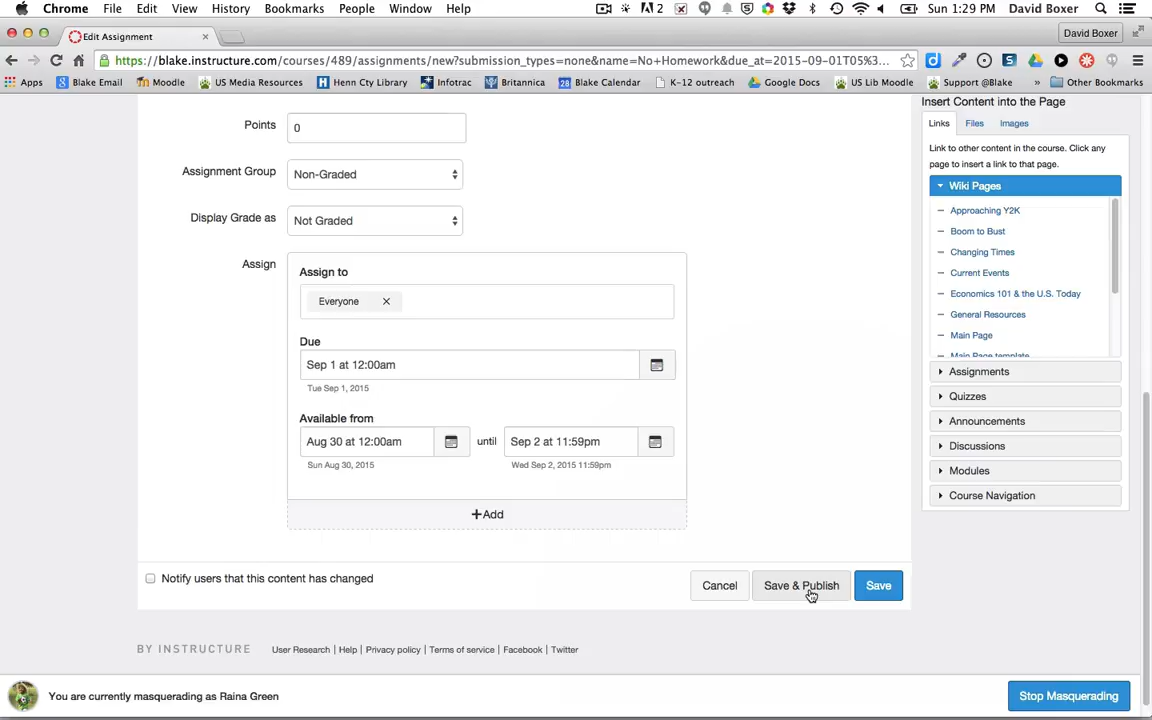 Chrome File Edit View History Bookmarks People Window Help 2 Sun 1:29 PM David Boxer
Edit Assignment × David Boxer
https://blake.instructure.com/courses/489/assignments/new?submission_types=none&name=No+Homework&due_at=2015-09-01T05%3...
Apps Blake Email Moodle US Media Resources Henn Cty Library Infotrac Britannica Blake Calendar K-12 outreach Google Docs US Lib Moodle Support @Blake » Other Bookmarks
Points 0
Assignment Group Non-Graded
Display Grade as Not Graded
Assign
Assign to
Everyone ×
Due
Sep 1 at 12:00am
Tue Sep 1, 2015
Available from
Aug 30 at 12:00am until Sep 2 at 11:59pm
Sun Aug 30, 2015 Wed Sep 2, 2015 11:59pm
+Add
Notify users that this content has changed
Cancel Save & Publish Save
Insert Content into the Page
Links Files Images
Link to other content in the course. Click any
page to insert a link to that page.
Wiki Pages
Approaching Y2K
Boom to Bust
Changing Times
Current Events
Economics 101 & the U.S. Today
General Resources
Main Page
Main Page template
Assignments
Quizzes
Announcements
Discussions
Modules
Course Navigation
BY INSTRUCTURE User Research | Help | Privacy policy | Terms of service | Facebook | Twitter
You are currently masquerading as Raina Green Stop Masquerading